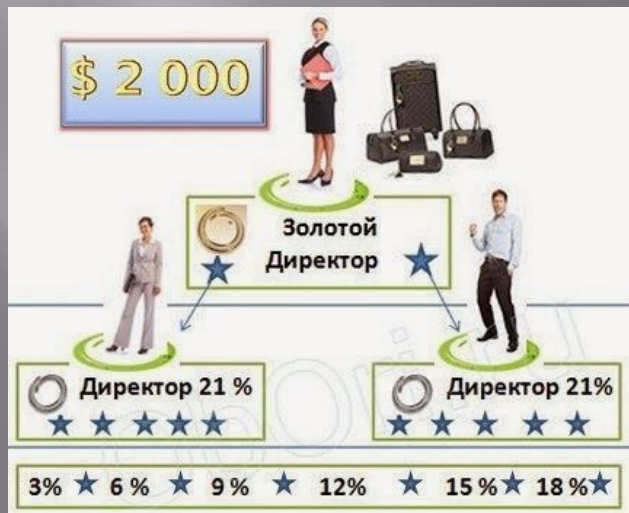 $ 2 000
Золотой
Директор
Директор 21 %
Директор 21%
3% 6 % 9 % 12% 15 % 18 %